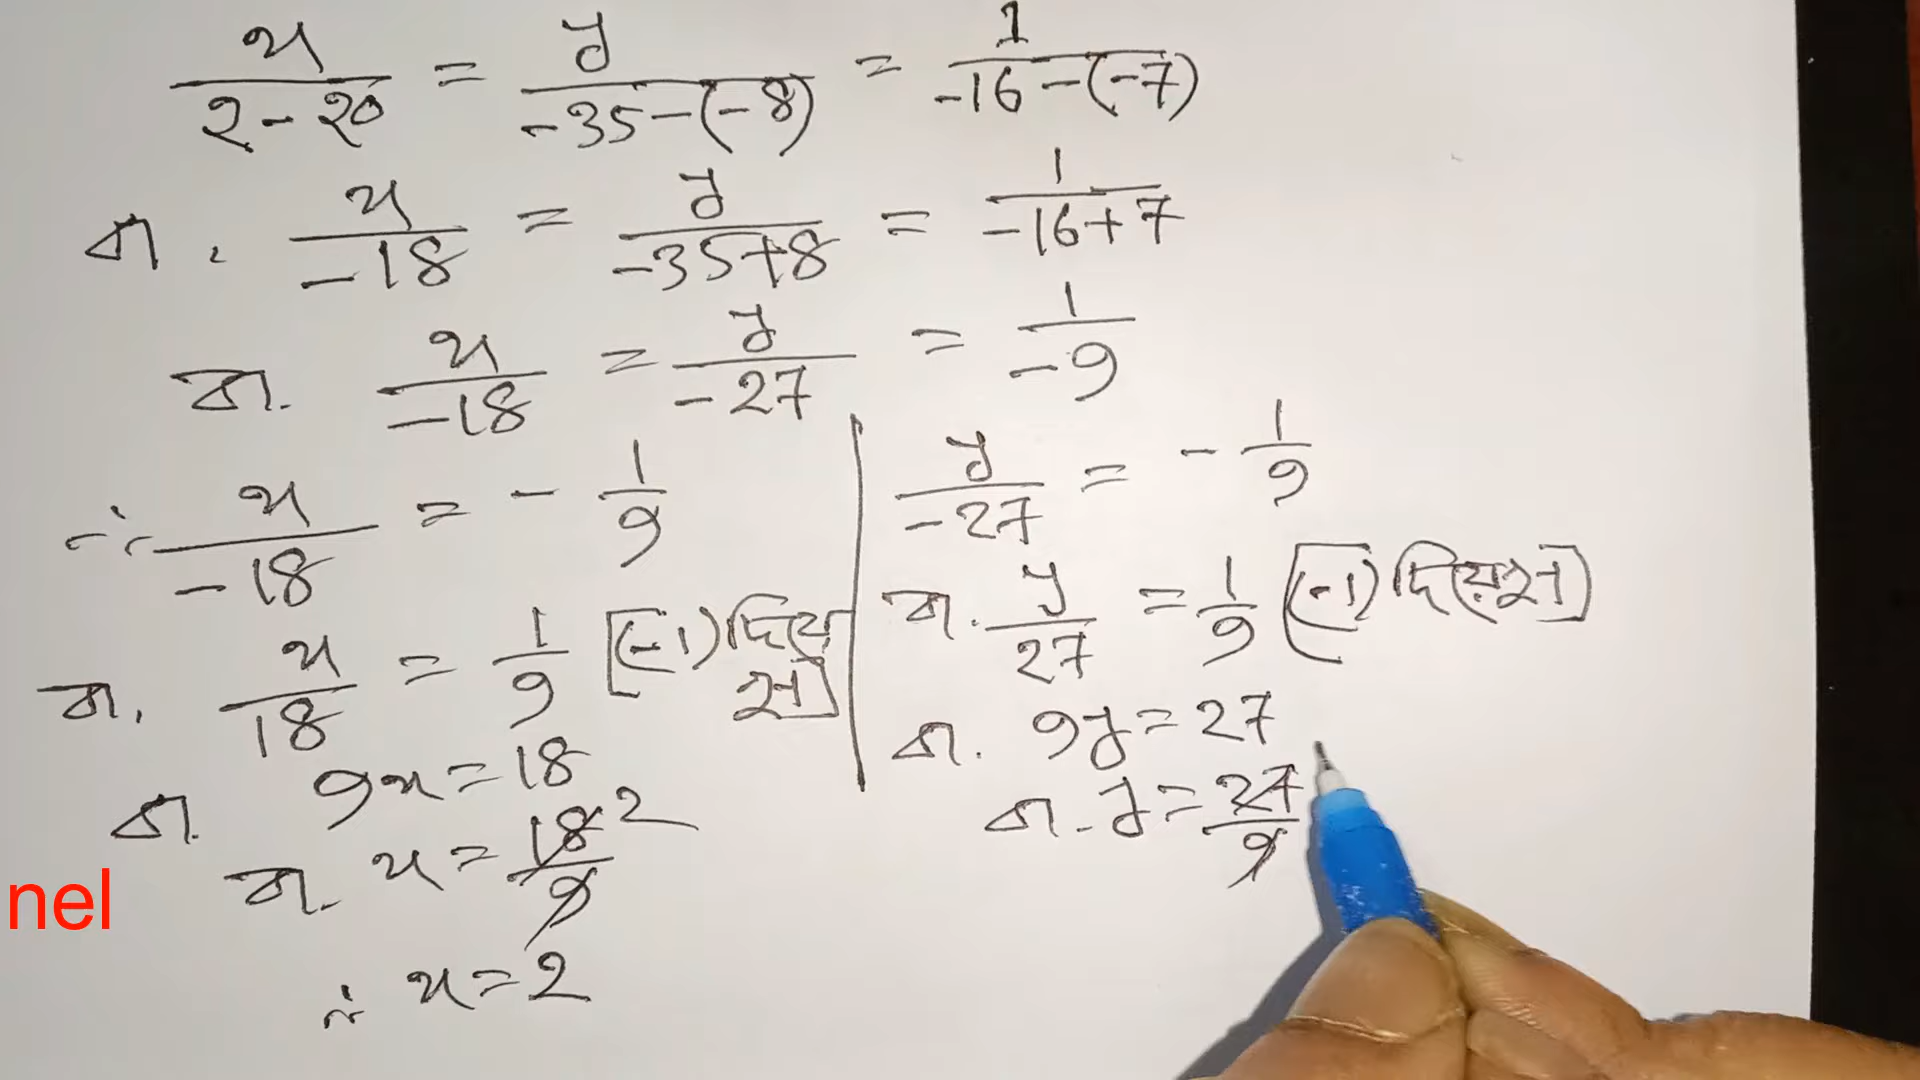 x/(2-20) = y/(-35-(-8)) = 1/(-16-(-7))
বা, x/-18 = y/(-35+8) = 1/(-16+7)
বা, x/-18 = y/-27 = 1/-9
∴ x/-18 = - 1/9
বা, x/18 = 1/9 [(-1) দিয়ে
বা, 9x = 18
বা, x = 18/9 2
∴ x = 2
y/-27 = - 1/9
বা, y/27 = 1/9 [(-1) দিয়ে
বা, 9y = 27
বা, y = 27/9
nel